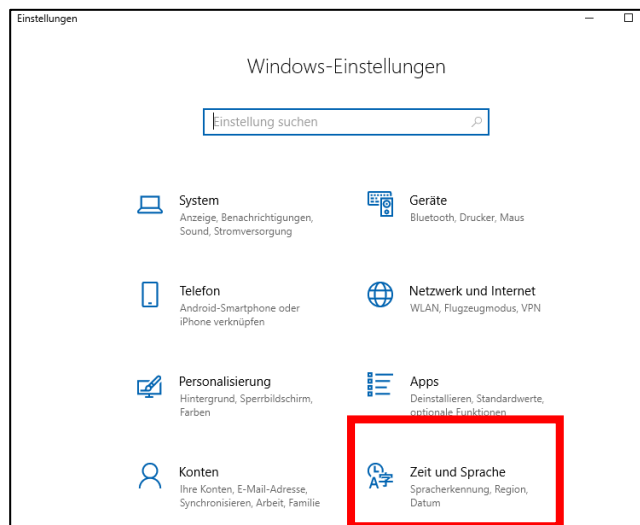 Einstellungen
Windows-Einstellungen
Einstellung suchen
System
Anzeige, Benachrichtigungen,
Sound, Stromversorgung
Geräte
Bluetooth, Drucker, Maus
Telefon
Android-Smartphone oder
iPhone verknüpfen
Netzwerk und Internet
WLAN, Flugzeugmodus, VPN
Personalisierung
Hintergrund, Sperrbildschirm,
Farben
Apps
Deinstallieren, Standardwerte,
optionale Funktionen
Konten
Ihre Konten, E-Mail-Adresse,
Synchronisieren, Arbeit, Familie
Zeit und Sprache
Spracherkennung, Region,
Datum